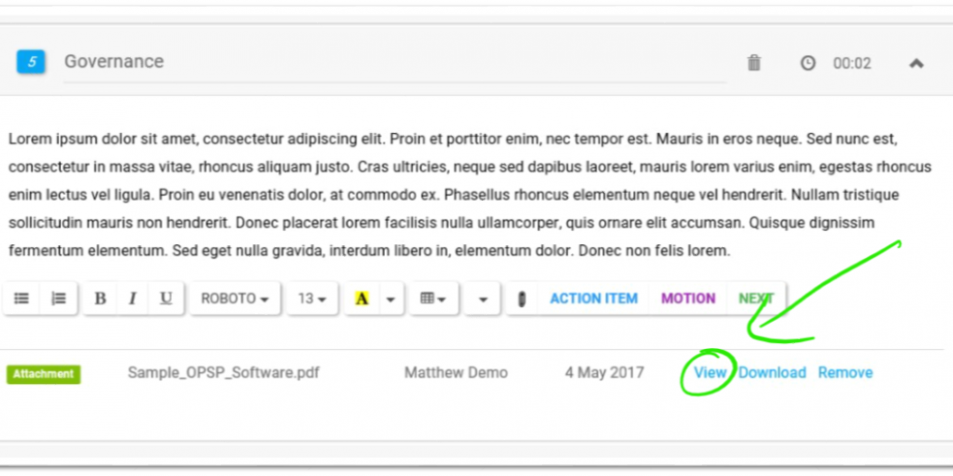 5 Governance 00:02
Lorem ipsum dolor sit amet, consectetur adipiscing elit. Proin et porttitor enim, nec tempor est. Mauris in eros neque. Sed nunc est,
consectetur in massa vitae, rhoncus aliquam justo. Cras ultricies, neque sed dapibus laoreet, mauris lorem varius enim, egestas rhoncus
enim lectus vel ligula. Proin eu venenatis dolor, at commodo ex. Phasellus rhoncus elementum neque vel hendrerit. Nullam tristique
sollicitudin mauris non hendrerit. Donec placerat lorem facilisis nulla ullamcorper, quis ornare elit accumsan. Quisque dignissim
fermentum elementum. Sed eget nulla gravida, interdum libero in, elementum dolor. Donec non felis lorem.
B I U ROBOTO 13 A ACTION ITEM MOTION NEXT
Attachment Sample_OPSP_Software.pdf Matthew Demo 4 May 2017 View Download Remove